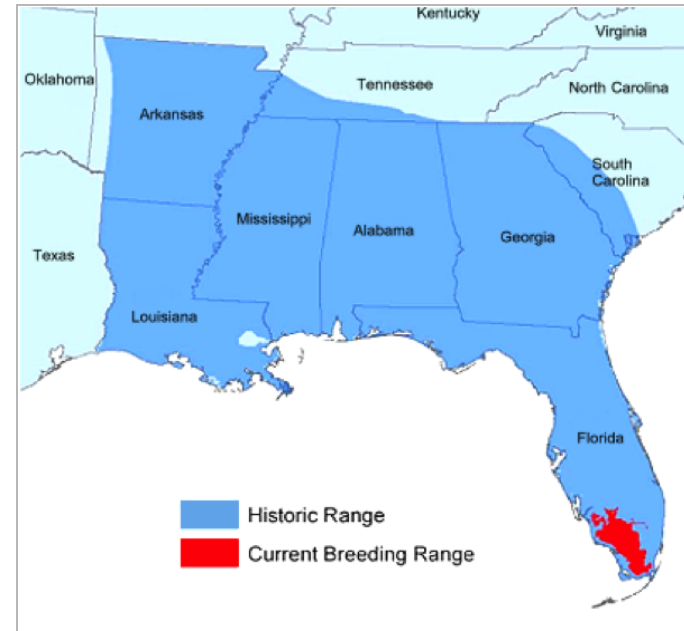 Kentucky
Virginia
Oklahoma
Tennessee
North Carolina
Arkansas
South
Carolina
Mississippi
Alabama
Georgia
Texas
Louisiana
Florida
Historic Range
Current Breeding Range